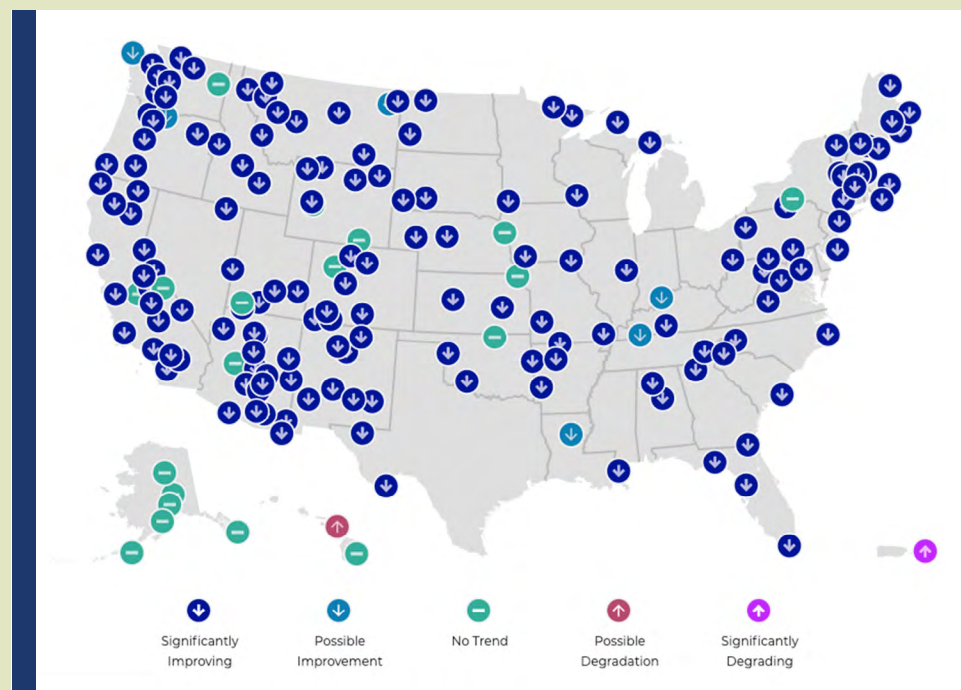 Significantly
Improving
Possible
Improvement
No Trend
Possible
Degradation
Significantly
Degrading